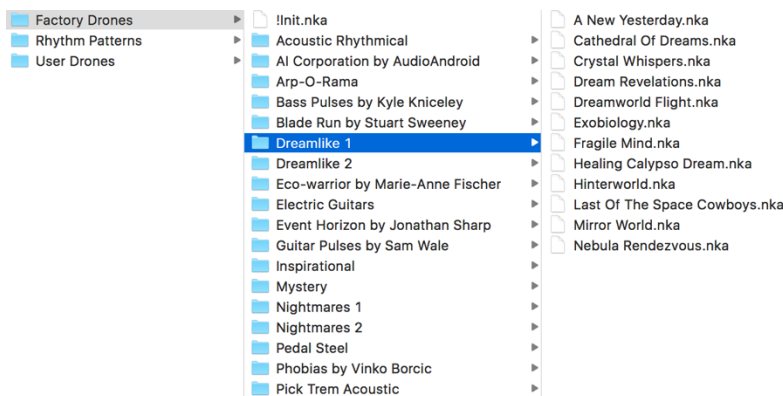 Factory Drones
Rhythm Patterns
User Drones
!Init.nka
Acoustic Rhythmical
AI Corporation by AudioAndroid
Arp-O-Rama
Bass Pulses by Kyle Kniceley
Blade Run by Stuart Sweeney
Dreamlike 1
Dreamlike 2
Eco-warrior by Marie-Anne Fischer
Electric Guitars
Event Horizon by Jonathan Sharp
Guitar Pulses by Sam Wale
Inspirational
Mystery
Nightmares 1
Nightmares 2
Pedal Steel
Phobias by Vinko Borcic
Pick Trem Acoustic
A New Yesterday.nka
Cathedral Of Dreams.nka
Crystal Whispers.nka
Dream Revelations.nka
Dreamworld Flight.nka
Exobiology.nka
Fragile Mind.nka
Healing Calypso Dream.nka
Hinterworld.nka
Last Of The Space Cowboys.nka
Mirror World.nka
Nebula Rendezvous.nka